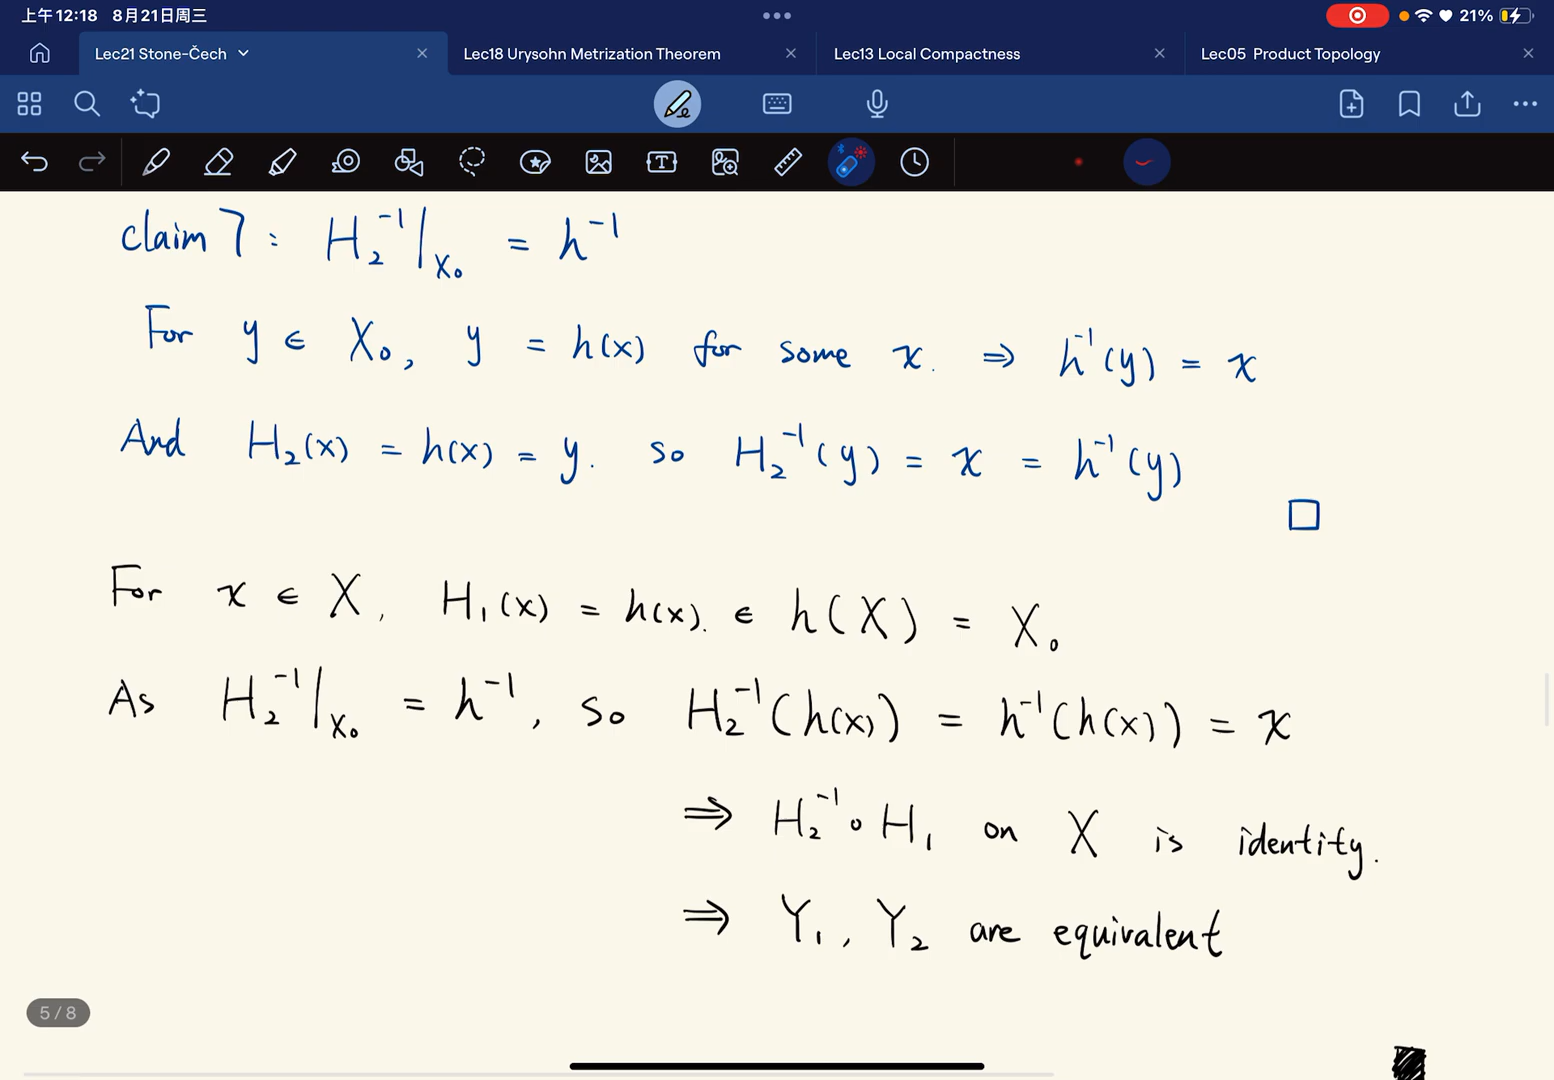 上午12:18 8月21日周三 21%
Lec21 Stone-Čech Lec18 Urysohn Metrization Theorem Lec13 Local Compactness Lec05 Product Topology
claim 7: H₂⁻¹|_{X₀} = h⁻¹
For y ∈ X₀, y = h(x) for some x. ⇒ h⁻¹(y) = x
And H₂(x) = h(x) = y. so H₂⁻¹(y) = x = h⁻¹(y)
□
For x ∈ X, H₁(x) = h(x). ∈ h(X) = X₀
As H₂⁻¹|_{X₀} = h⁻¹, so H₂⁻¹(h(x)) = h⁻¹(h(x)) = x
⇒ H₂⁻¹∘H₁ on X is identity.
⇒ Y₁, Y₂ are equivalent
5 / 8